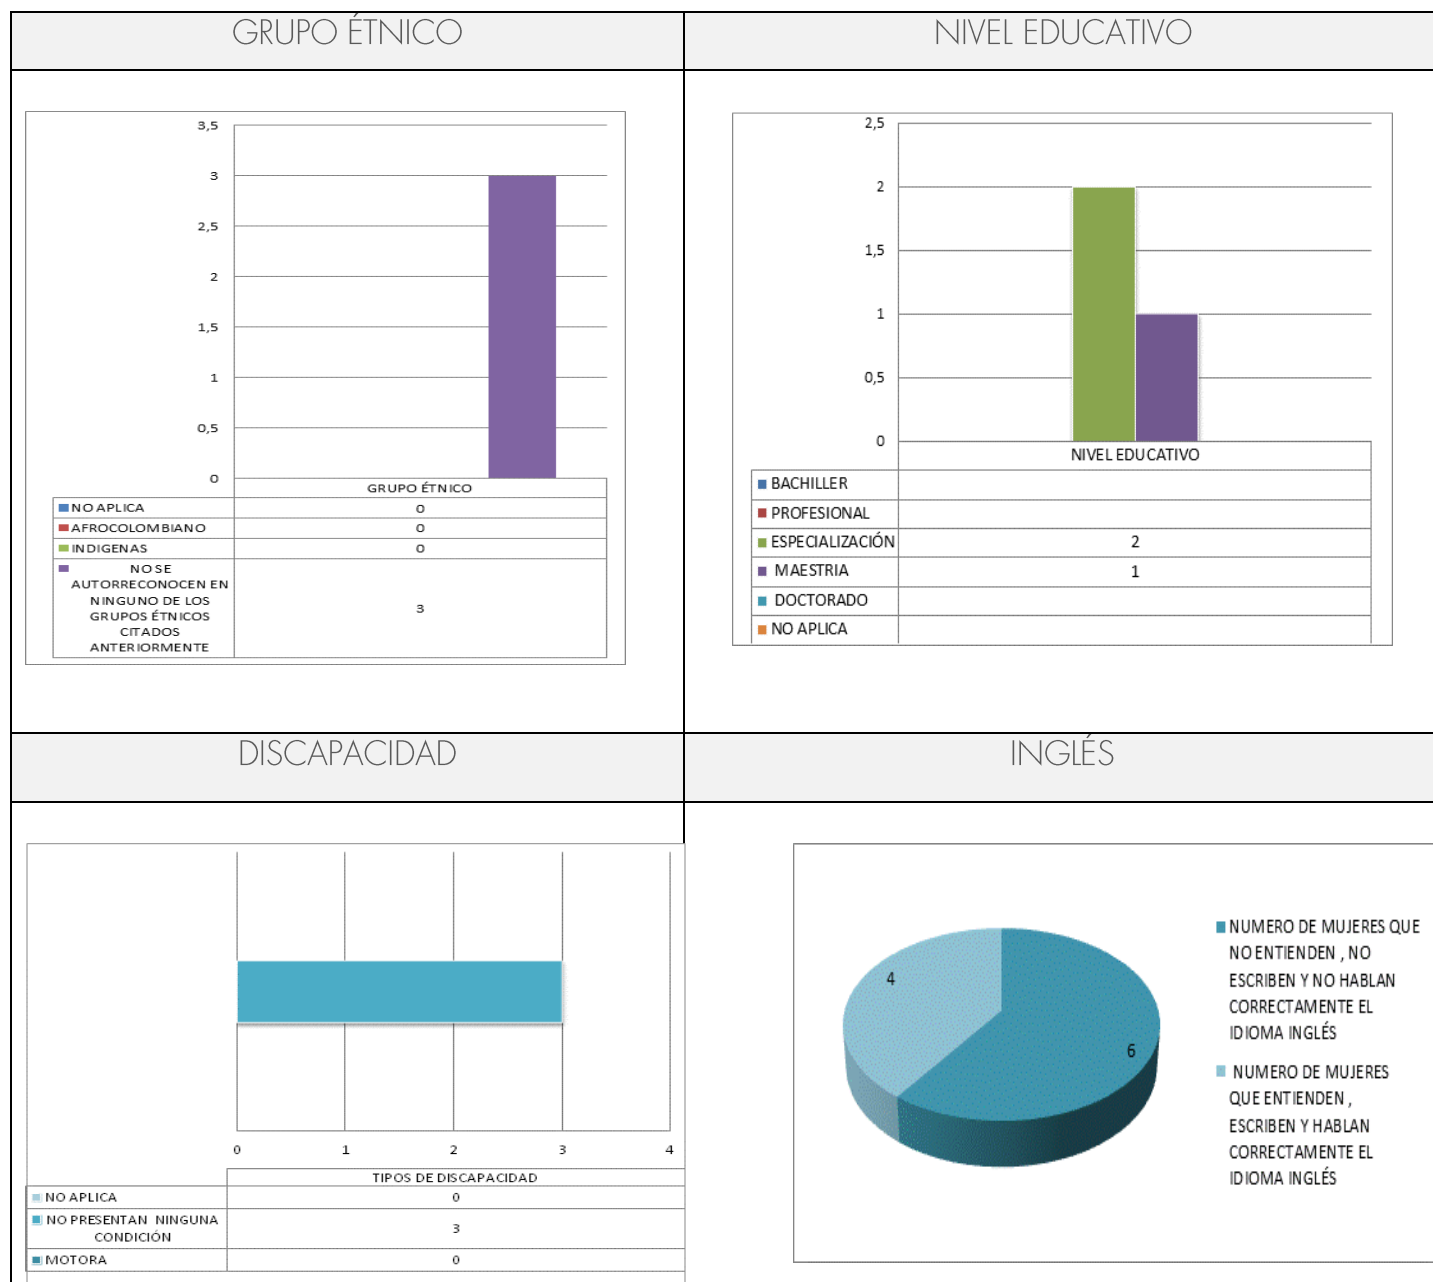 GRUPO ÉTNICO
NIVEL EDUCATIVO
3,5
3
2,5
2
1,5
1
0,5
0
GRUPO ÉTNICO
NO APLICA 0
AFROCOLOMBIANO 0
INDIGENAS 0
NO SE
AUTORRECONOCEN EN
NINGUNO DE LOS
GRUPOS ÉTNICOS
CITADOS
ANTERIORMENTE
3
2,5
2
1,5
1
0,5
0
NIVEL EDUCATIVO
BACHILLER
PROFESIONAL
ESPECIALIZACIÓN 2
MAESTRIA 1
DOCTORADO
NO APLICA
DISCAPACIDAD
INGLÉS
0 1 2 3 4
TIPOS DE DISCAPACIDAD
NO APLICA 0
NO PRESENTAN NINGUNA
CONDICIÓN
3
MOTORA 0
4
6
NUMERO DE MUJERES QUE
NO ENTIENDEN , NO
ESCRIBEN Y NO HABLAN
CORRECTAMENTE EL
IDIOMA INGLÉS
NUMERO DE MUJERES
QUE ENTIENDEN ,
ESCRIBEN Y HABLAN
CORRECTAMENTE EL
IDIOMA INGLÉS